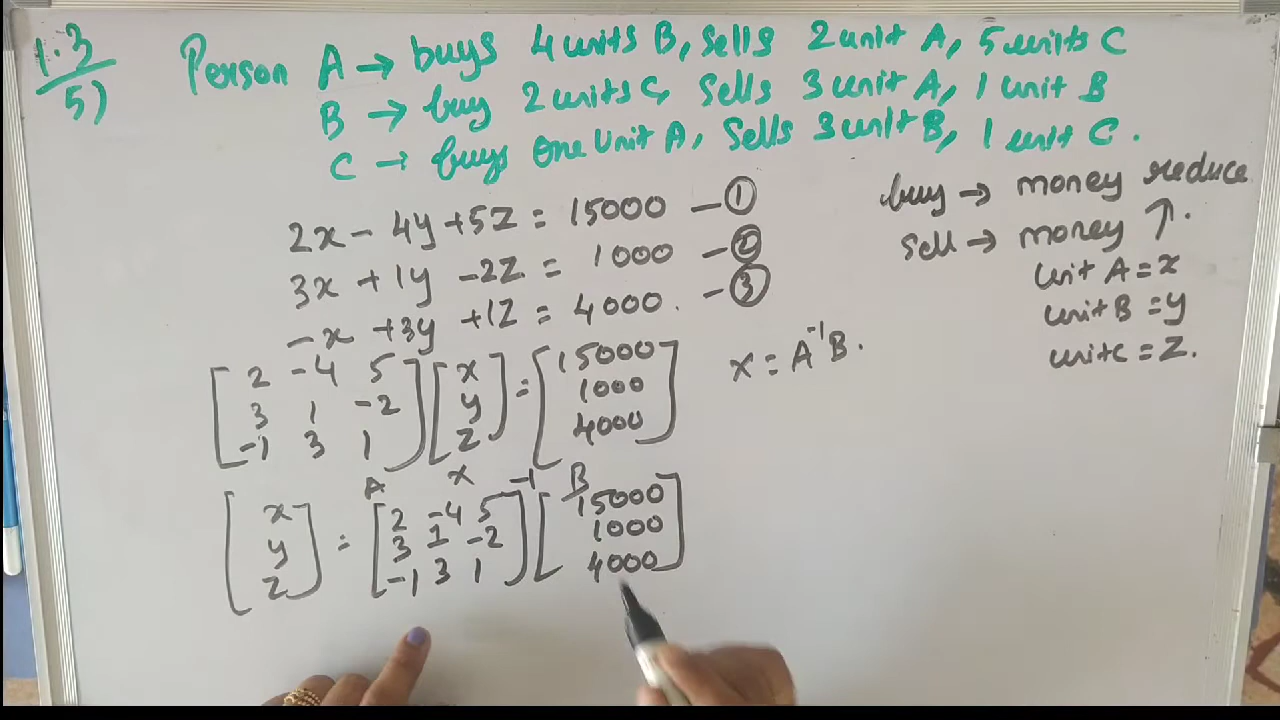 1.3
5)
Person A → buys 4 units B, sells 2 unit A, 5 units C
B → buy 2 units C, sells 3 unit A, 1 unit B
C → buys one unit A, sells 3 unit B, 1 unit C.
buy → money reduce
sell → money ↑.
unit A = x
unit B = y
unit C = z.
2x - 4y + 5z = 15000 - ①
3x + 1y - 2z = 1000 - ②
-x + 3y + 1z = 4000. - ③
[2 -4 5] [x] = [15000]
[3 1 -2] [y] [1000]
[-1 3 1] [z] [4000]
A X B
x = A⁻¹B.
[x] = [2 -4 5]⁻¹ [15000]
[y] [3 1 -2] [1000]
[z] [-1 3 1] [4000]